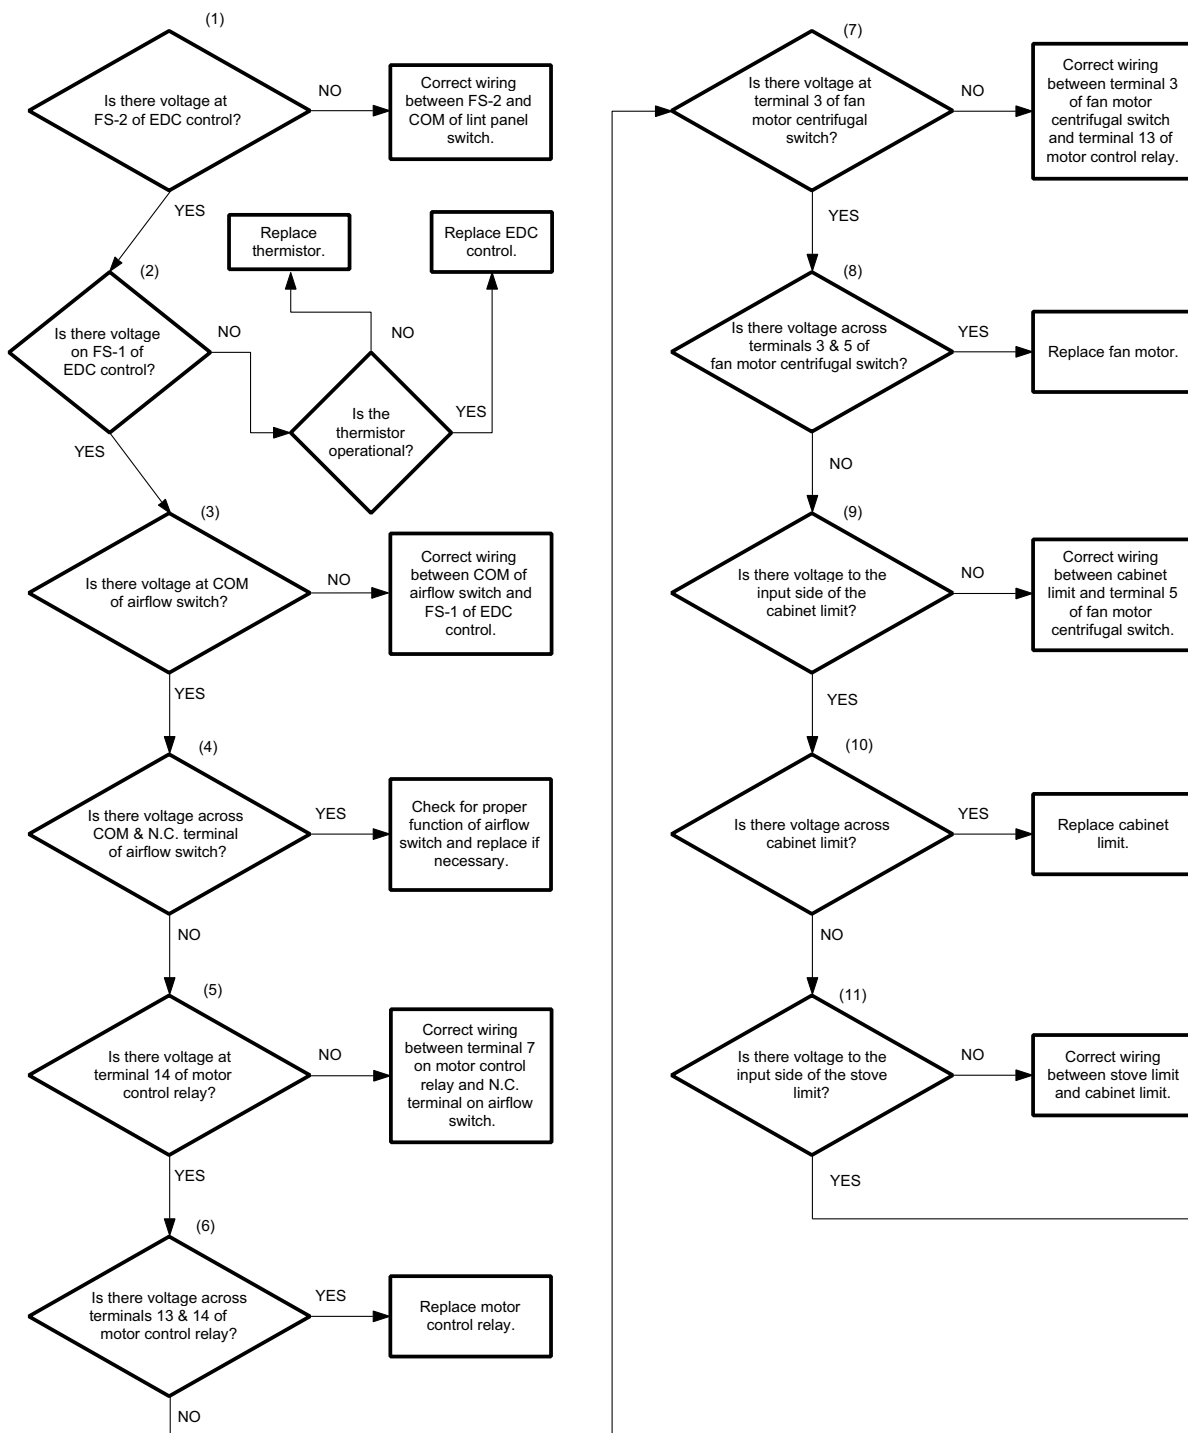 (1)
Is there voltage at
FS-2 of EDC control?
NO
Correct wiring
between FS-2 and
COM of lint panel
switch.
YES
(2)
Is there voltage
on FS-1 of
EDC control?
NO
Replace
thermistor.
Replace EDC
control.
NO
Is the
thermistor
operational?
YES
YES
(3)
Is there voltage at COM
of airflow switch?
NO
Correct wiring
between COM of
airflow switch and
FS-1 of EDC
control.
YES
(4)
Is there voltage across
COM & N.C. terminal
of airflow switch?
YES
Check for proper
function of airflow
switch and replace if
necessary.
NO
(5)
Is there voltage at
terminal 14 of motor
control relay?
NO
Correct wiring
between terminal 7
on motor control
relay and N.C.
terminal on airflow
switch.
YES
(6)
Is there voltage across
terminals 13 & 14 of
motor control relay?
YES
Replace motor
control relay.
NO
(7)
Is there voltage at
terminal 3 of fan
motor centrifugal
switch?
NO
Correct wiring
between terminal 3
of fan motor
centrifugal switch
and terminal 13 of
motor control relay.
YES
(8)
Is there voltage across
terminals 3 & 5 of
fan motor centrifugal switch?
YES
Replace fan motor.
NO
(9)
Is there voltage to the
input side of the
cabinet limit?
NO
Correct wiring
between cabinet
limit and terminal 5
of fan motor
centrifugal switch.
YES
(10)
Is there voltage across
cabinet limit?
YES
Replace cabinet
limit.
NO
(11)
Is there voltage to the
input side of the stove
limit?
NO
Correct wiring
between stove limit
and cabinet limit.
YES